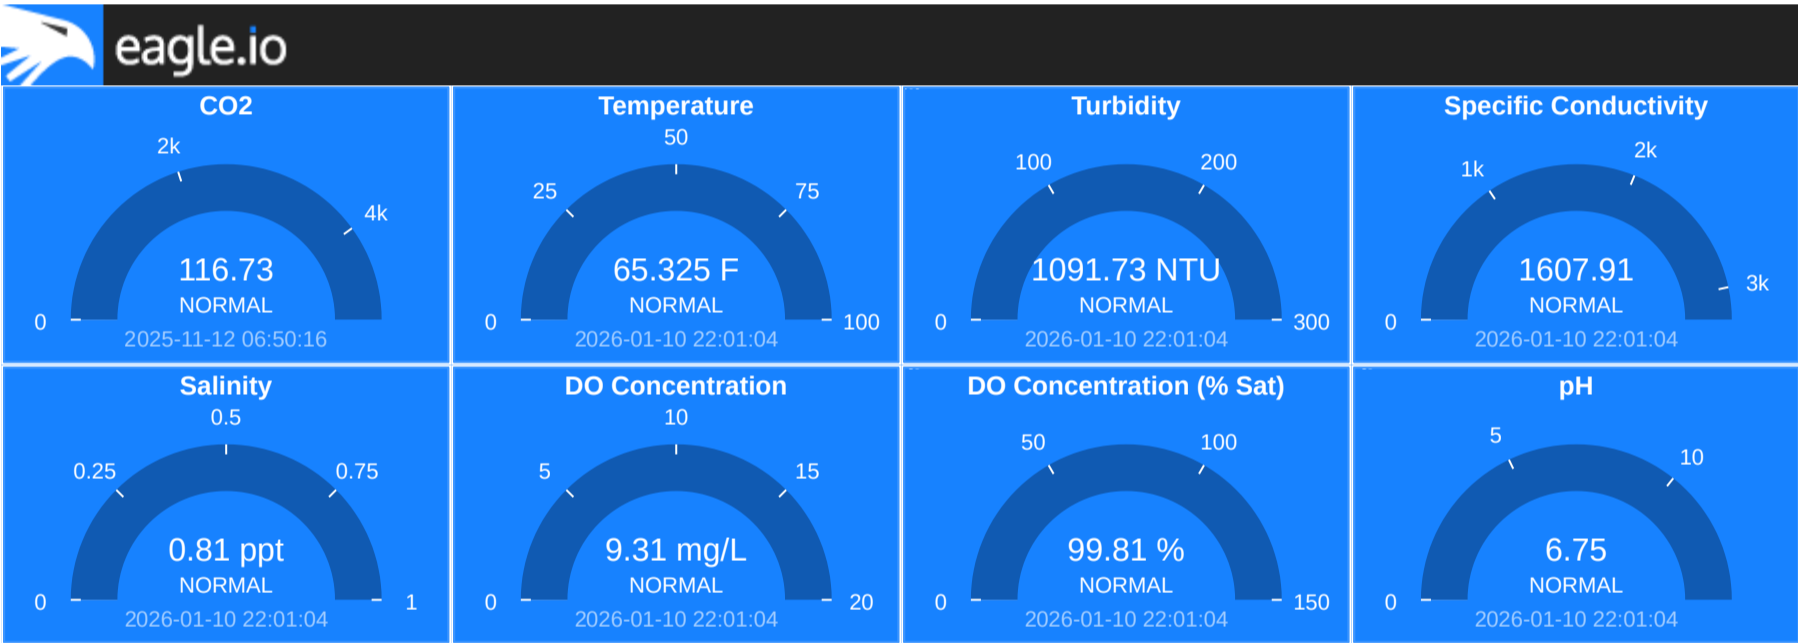 eagle.io
CO2
2k
4k
0
116.73
NORMAL
2025-11-12 06:50:16
Temperature
50
25
75
0
100
65.325 F
NORMAL
2026-01-10 22:01:04
Turbidity
100
200
0
300
1091.73 NTU
NORMAL
2026-01-10 22:01:04
Specific Conductivity
1k
2k
3k
0
1607.91
NORMAL
2026-01-10 22:01:04
Salinity
0.5
0.25
0.75
0
1
0.81 ppt
NORMAL
2026-01-10 22:01:04
DO Concentration
10
5
15
0
20
9.31 mg/L
NORMAL
2026-01-10 22:01:04
DO Concentration (% Sat)
50
100
0
150
99.81 %
NORMAL
2026-01-10 22:01:04
pH
5
10
0
6.75
NORMAL
2026-01-10 22:01:04